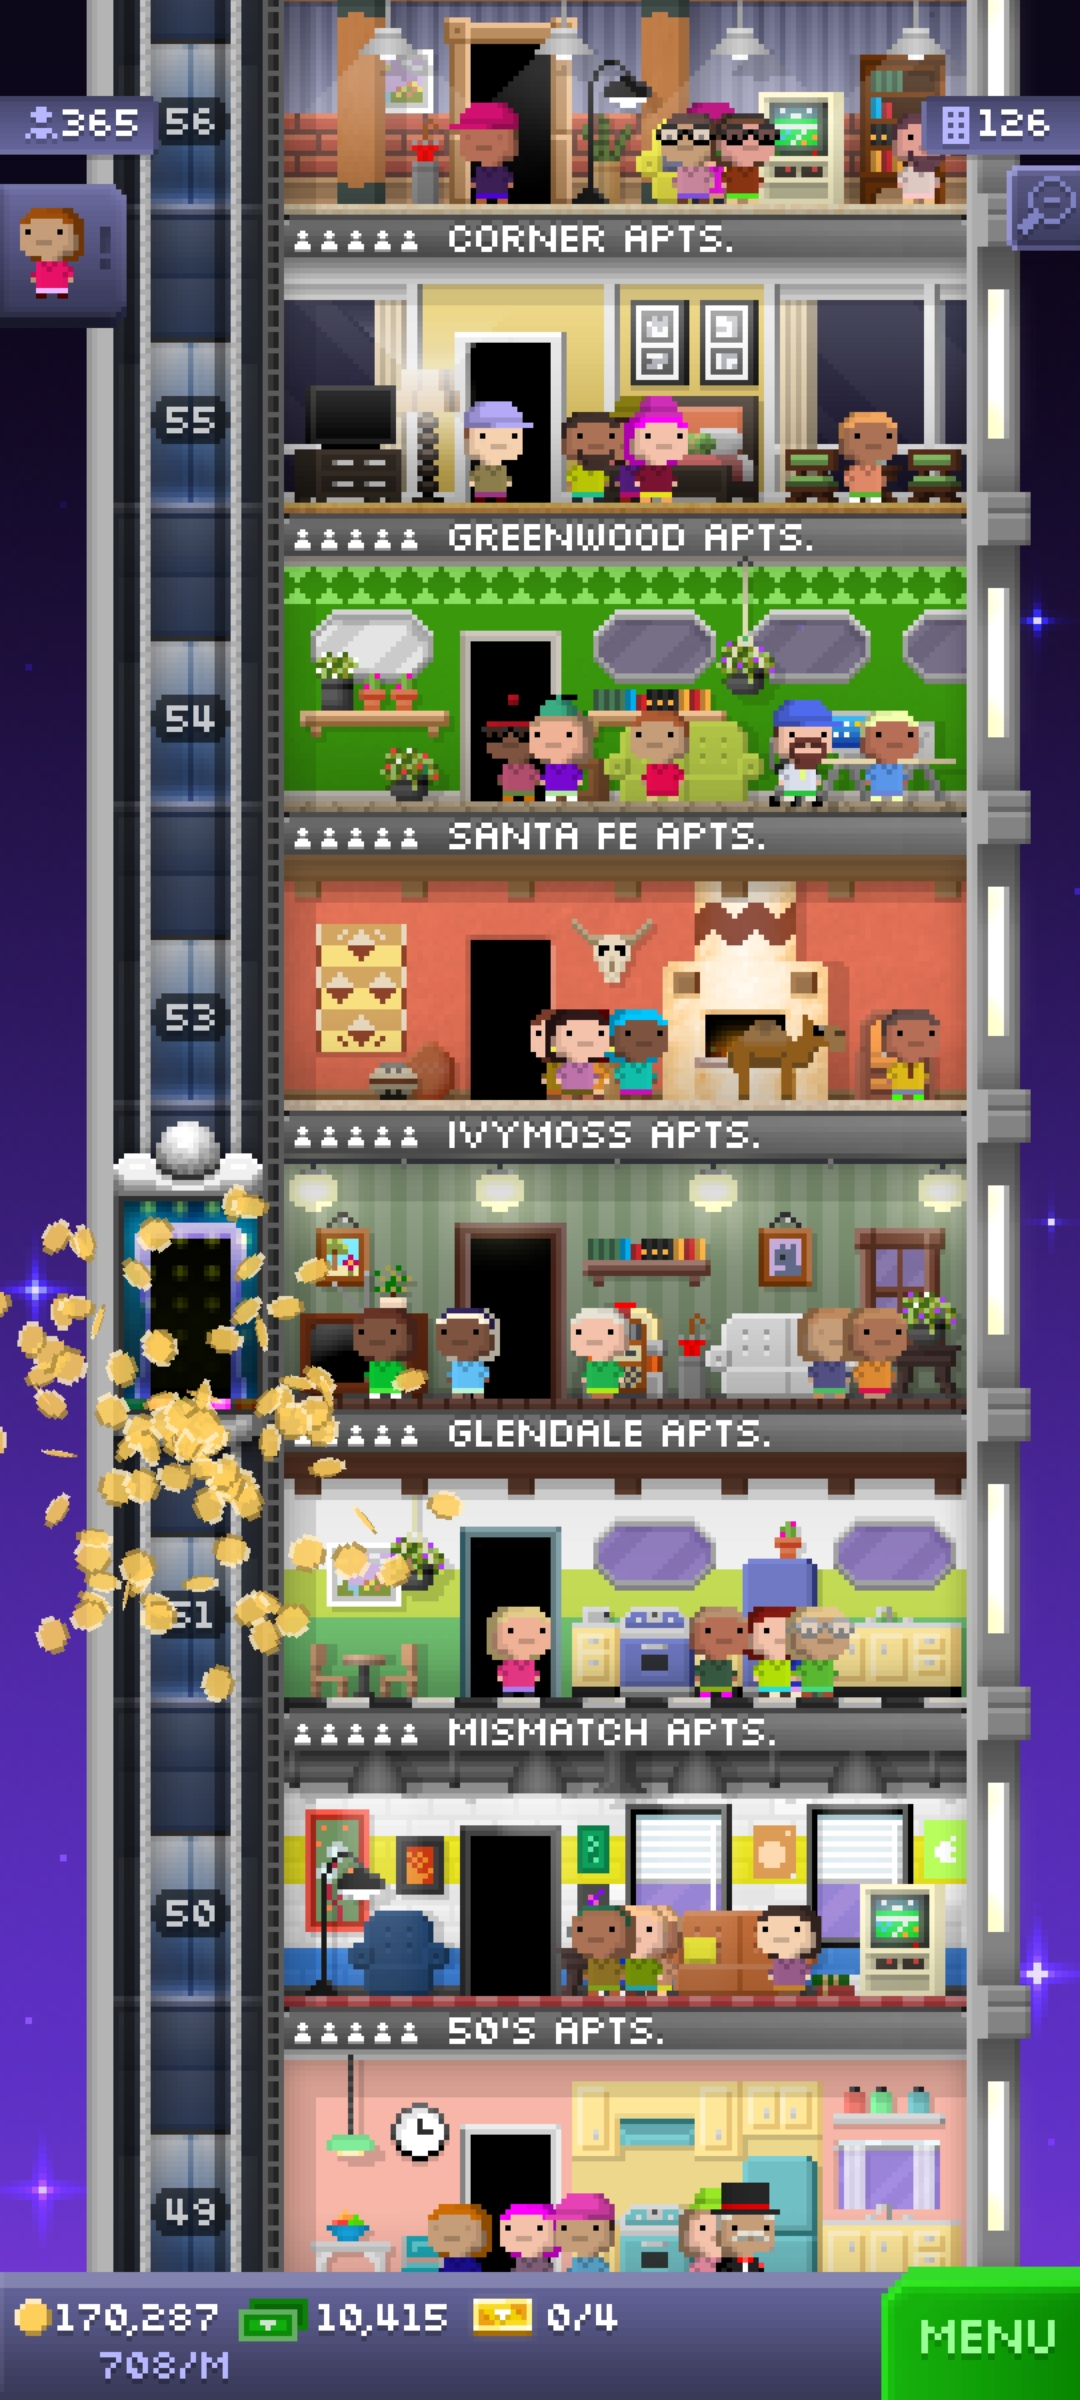 365
56
126
!
CORNER APTS.
55
GREENWOOD APTS.
54
SANTA FE APTS.
53
IVYMOSS APTS.
GLENDALE APTS.
51
MISMATCH APTS.
50
50'S APTS.
49
170,287 10,415 0/4
708/M
MENU